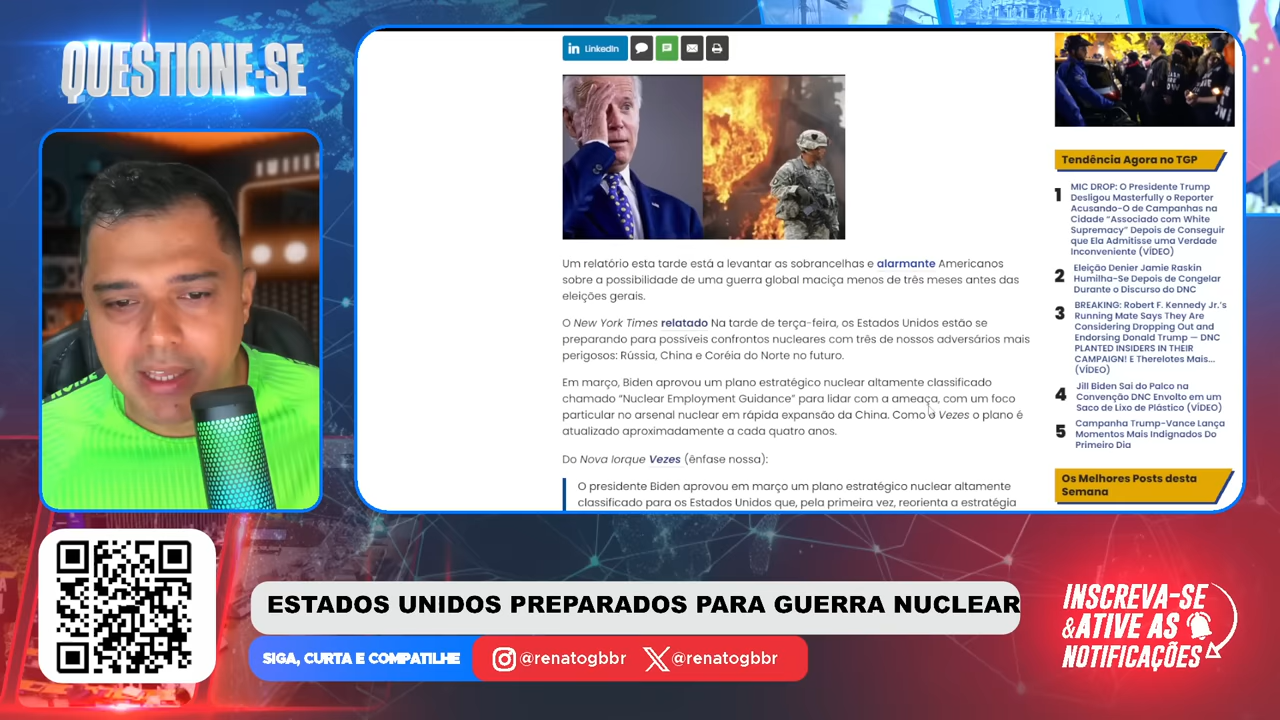 QUESTIONE-SE
in LinkedIn
Um relatório esta tarde está a levantar as sobrancelhas e alarmante Americanos
sobre a possibilidade de uma guerra global maciça menos de três meses antes das
eleições gerais.
O New York Times relatado Na tarde de terça-feira, os Estados Unidos estão se
preparando para possíveis confrontos nucleares com três de nossos adversários mais
perigosos: Rússia, China e Coréia do Norte no futuro.
Em março, Biden aprovou um plano estratégico nuclear altamente classificado
chamado “Nuclear Employment Guidance” para lidar com a ameaça, com um foco
particular no arsenal nuclear em rápida expansão da China. Como o Vezes o plano é
atualizado aproximadamente a cada quatro anos.
Do Nova Iorque Vezes (ênfase nossa):
O presidente Biden aprovou em março um plano estratégico nuclear altamente
classificado para os Estados Unidos que, pela primeira vez, reorienta a estratégia
Tendência Agora no TGP
1
MIC DROP: O Presidente Trump
Desligou Masterfully o Reporter
Acusando-O de Campanhas na
Cidade “Associado com White
Supremacy” Depois de Conseguir
que Ela Admitisse uma Verdade
Inconveniente (VÍDEO)
2
Eleição Denier Jamie Raskin
Humilha-Se Depois de Congelar
Durante o Discurso do DNC
3
BREAKING: Robert F. Kennedy Jr.’s
Running Mate Says They Are
Considering Dropping Out and
Endorsing Donald Trump — DNC
PLANTED INSIDERS IN THEIR
CAMPAIGN! E Therelotes Mais...
(VÍDEO)
4
Jill Biden Sai do Palco na
Convenção DNC Envolto em um
Saco de Lixo de Plástico (VÍDEO)
5
Campanha Trump-Vance Lança
Momentos Mais Indignados Do
Primeiro Dia
Os Melhores Posts desta
Semana
ESTADOS UNIDOS PREPARADOS PARA GUERRA NUCLEAR
SIGA, CURTA E COMPATILHE
@renatogbbr
@renatogbbr
INSCREVA-SE
&ATIVE AS
NOTIFICAÇÕES